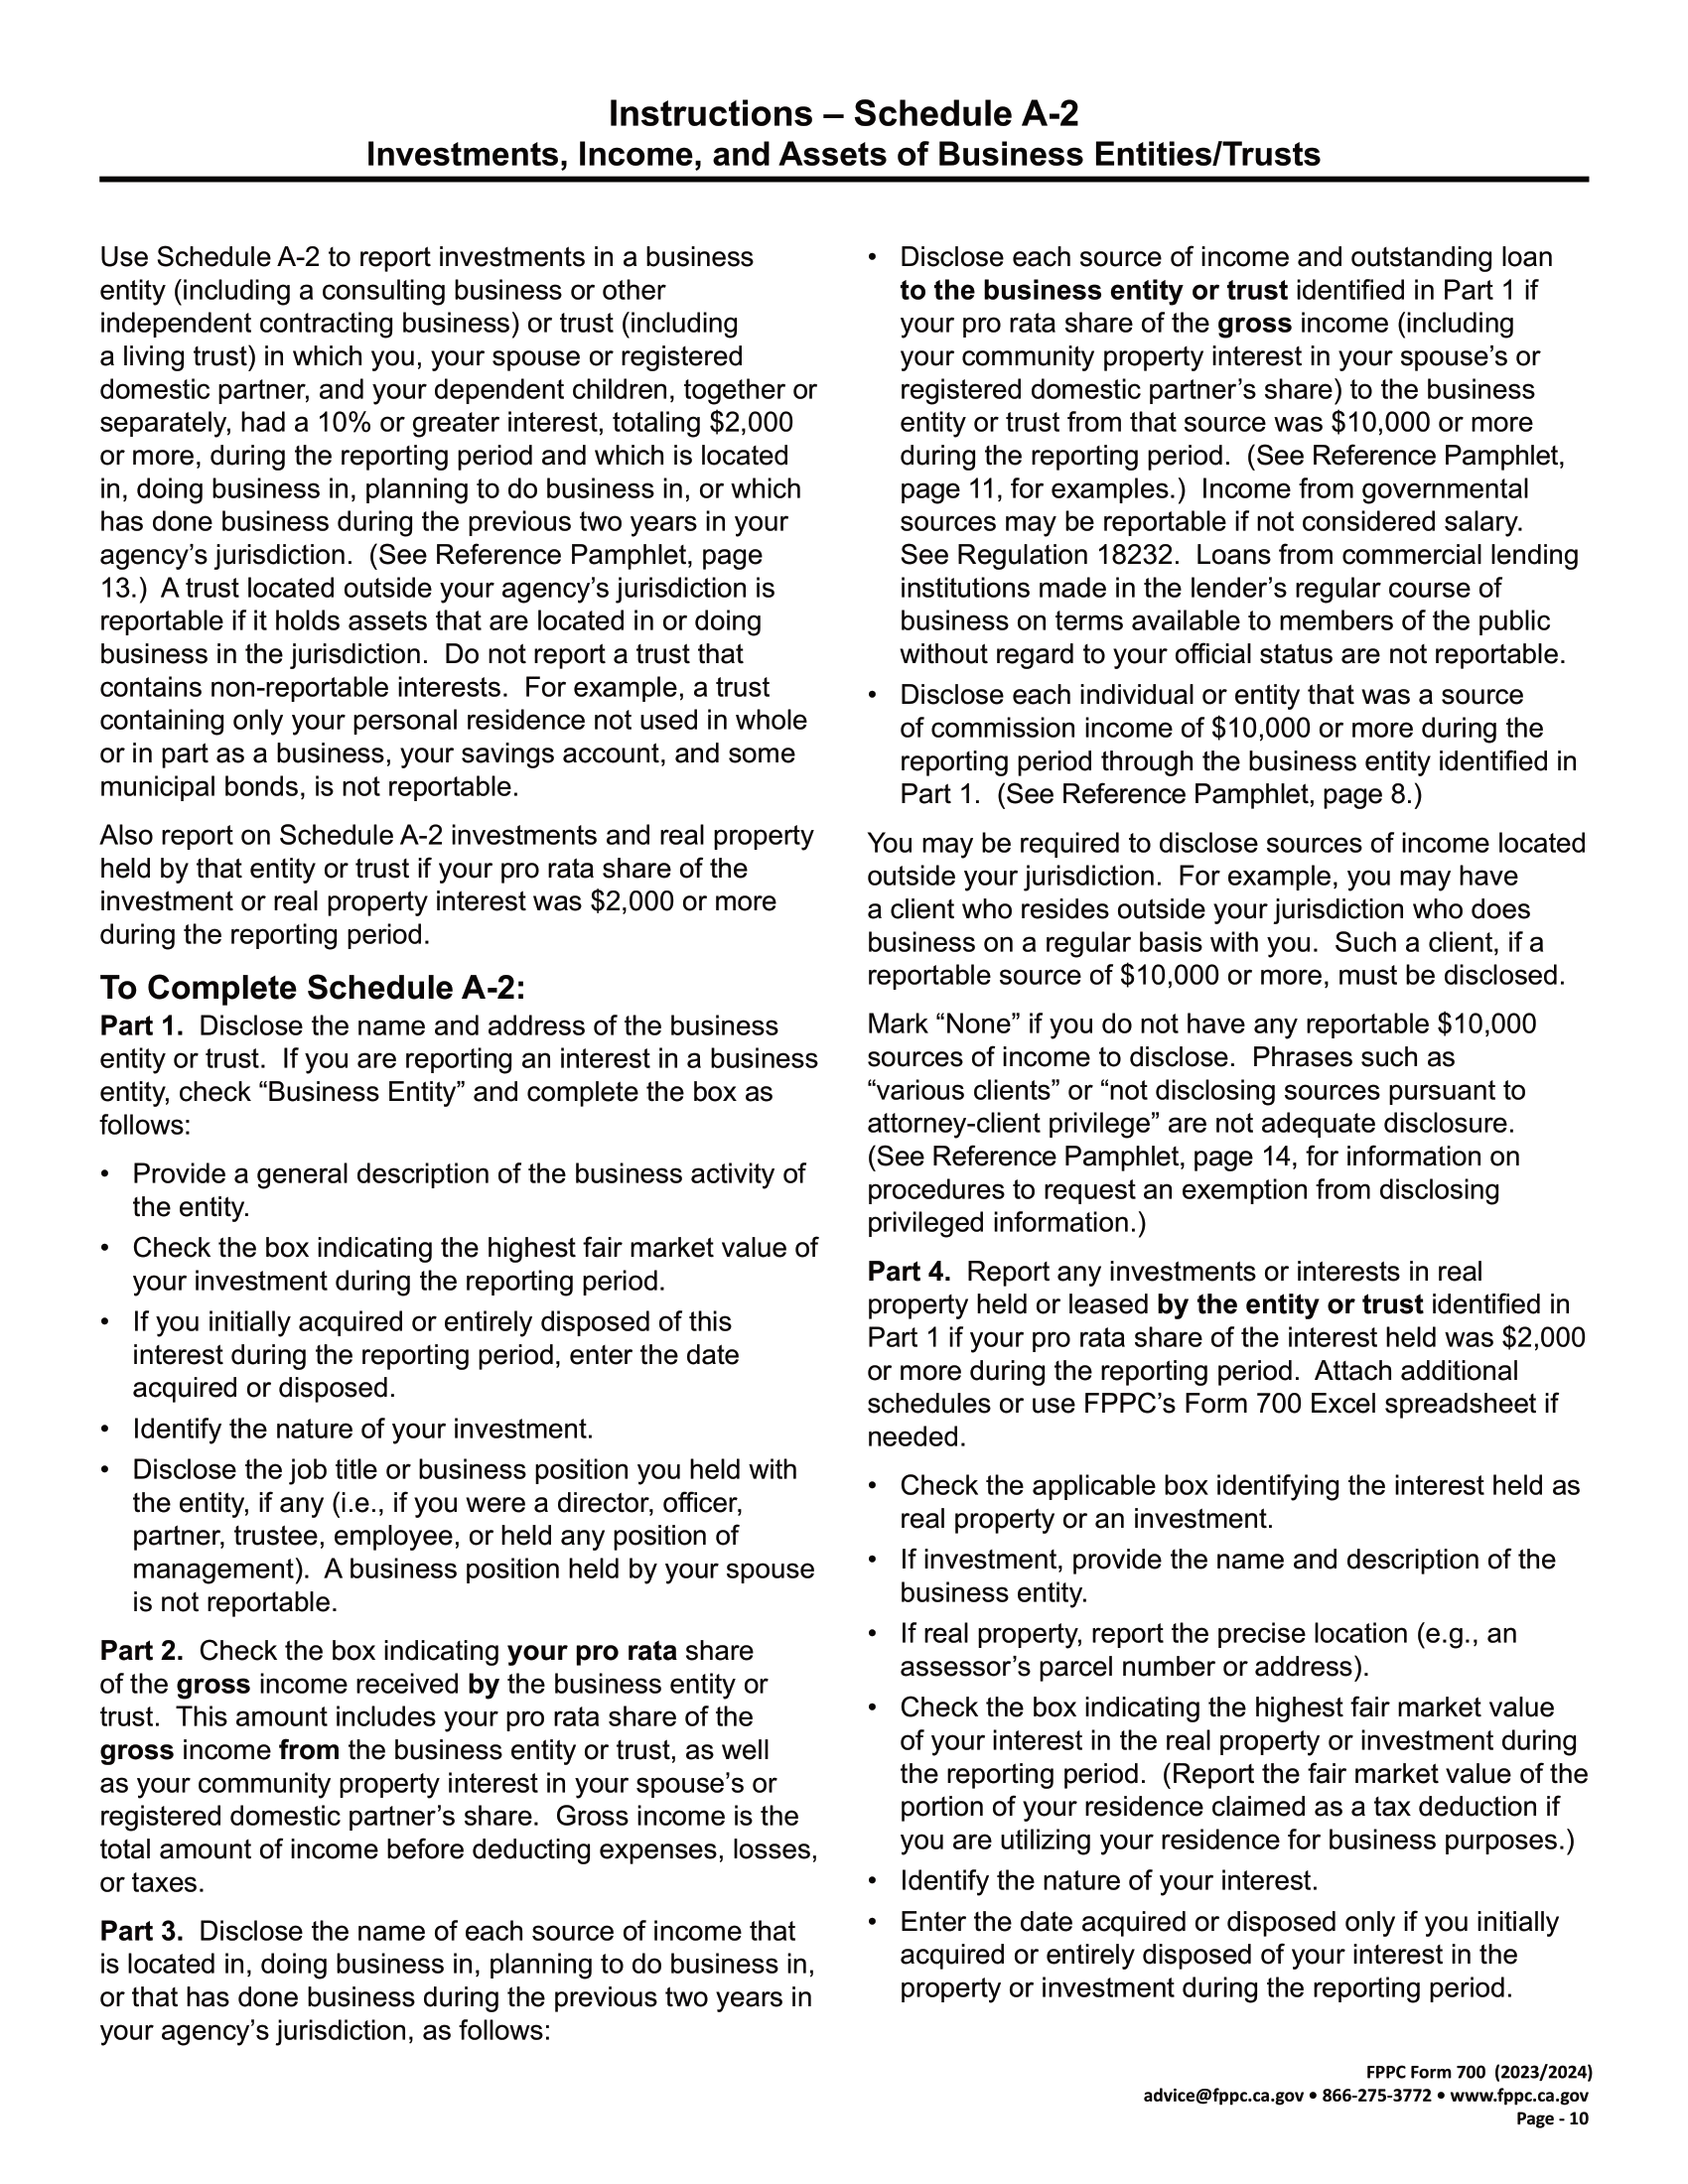 Instructions – Schedule A-2
Investments, Income, and Assets of Business Entities/Trusts
Use Schedule A-2 to report investments in a business
entity (including a consulting business or other
independent contracting business) or trust (including
a living trust) in which you, your spouse or registered
domestic partner, and your dependent children, together or
separately, had a 10% or greater interest, totaling $2,000
or more, during the reporting period and which is located
in, doing business in, planning to do business in, or which
has done business during the previous two years in your
agency’s jurisdiction.  (See Reference Pamphlet, page
13.)  A trust located outside your agency’s jurisdiction is
reportable if it holds assets that are located in or doing
business in the jurisdiction.  Do not report a trust that
contains non-reportable interests.  For example, a trust
containing only your personal residence not used in whole
or in part as a business, your savings account, and some
municipal bonds, is not reportable.
Also report on Schedule A-2 investments and real property
held by that entity or trust if your pro rata share of the
investment or real property interest was $2,000 or more
during the reporting period.
To Complete Schedule A-2:
Part 1.  Disclose the name and address of the business
entity or trust.  If you are reporting an interest in a business
entity, check “Business Entity” and complete the box as
follows:
• Provide a general description of the business activity of
the entity.
• Check the box indicating the highest fair market value of
your investment during the reporting period.
• If you initially acquired or entirely disposed of this
interest during the reporting period, enter the date
acquired or disposed.
• Identify the nature of your investment.
• Disclose the job title or business position you held with
the entity, if any (i.e., if you were a director, officer,
partner, trustee, employee, or held any position of
management).  A business position held by your spouse
is not reportable.
Part 2.  Check the box indicating your pro rata share
of the gross income received by the business entity or
trust.  This amount includes your pro rata share of the
gross income from the business entity or trust, as well
as your community property interest in your spouse’s or
registered domestic partner’s share.  Gross income is the
total amount of income before deducting expenses, losses,
or taxes.
Part 3.  Disclose the name of each source of income that
is located in, doing business in, planning to do business in,
or that has done business during the previous two years in
your agency’s jurisdiction, as follows:
• Disclose each source of income and outstanding loan
to the business entity or trust identified in Part 1 if
your pro rata share of the gross income (including
your community property interest in your spouse’s or
registered domestic partner’s share) to the business
entity or trust from that source was $10,000 or more
during the reporting period.  (See Reference Pamphlet,
page 11, for examples.)  Income from governmental
sources may be reportable if not considered salary.
See Regulation 18232.  Loans from commercial lending
institutions made in the lender’s regular course of
business on terms available to members of the public
without regard to your official status are not reportable.
• Disclose each individual or entity that was a source
of commission income of $10,000 or more during the
reporting period through the business entity identified in
Part 1.  (See Reference Pamphlet, page 8.)
You may be required to disclose sources of income located
outside your jurisdiction.  For example, you may have
a client who resides outside your jurisdiction who does
business on a regular basis with you.  Such a client, if a
reportable source of $10,000 or more, must be disclosed.
Mark “None” if you do not have any reportable $10,000
sources of income to disclose.  Phrases such as
“various clients” or “not disclosing sources pursuant to
attorney-client privilege” are not adequate disclosure.
(See Reference Pamphlet, page 14, for information on
procedures to request an exemption from disclosing
privileged information.)
Part 4.  Report any investments or interests in real
property held or leased by the entity or trust identified in
Part 1 if your pro rata share of the interest held was $2,000
or more during the reporting period.  Attach additional
schedules or use FPPC’s Form 700 Excel spreadsheet if
needed.
• Check the applicable box identifying the interest held as
real property or an investment.
• If investment, provide the name and description of the
business entity.
• If real property, report the precise location (e.g., an
assessor’s parcel number or address).
• Check the box indicating the highest fair market value
of your interest in the real property or investment during
the reporting period.  (Report the fair market value of the
portion of your residence claimed as a tax deduction if
you are utilizing your residence for business purposes.)
• Identify the nature of your interest.
• Enter the date acquired or disposed only if you initially
acquired or entirely disposed of your interest in the
property or investment during the reporting period.
FPPC Form 700  (2023/2024)
advice@fppc.ca.gov • 866-275-3772 • www.fppc.ca.gov
Page - 10